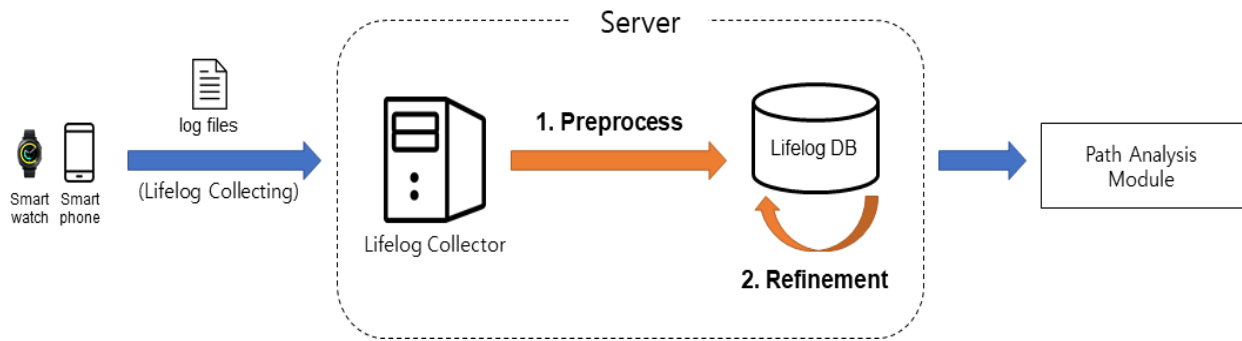 Server
log files
(Lifelog Collecting)
Smart
watch
Smart
phone
Lifelog Collector
1. Preprocess
Lifelog DB
2. Refinement
Path Analysis
Module